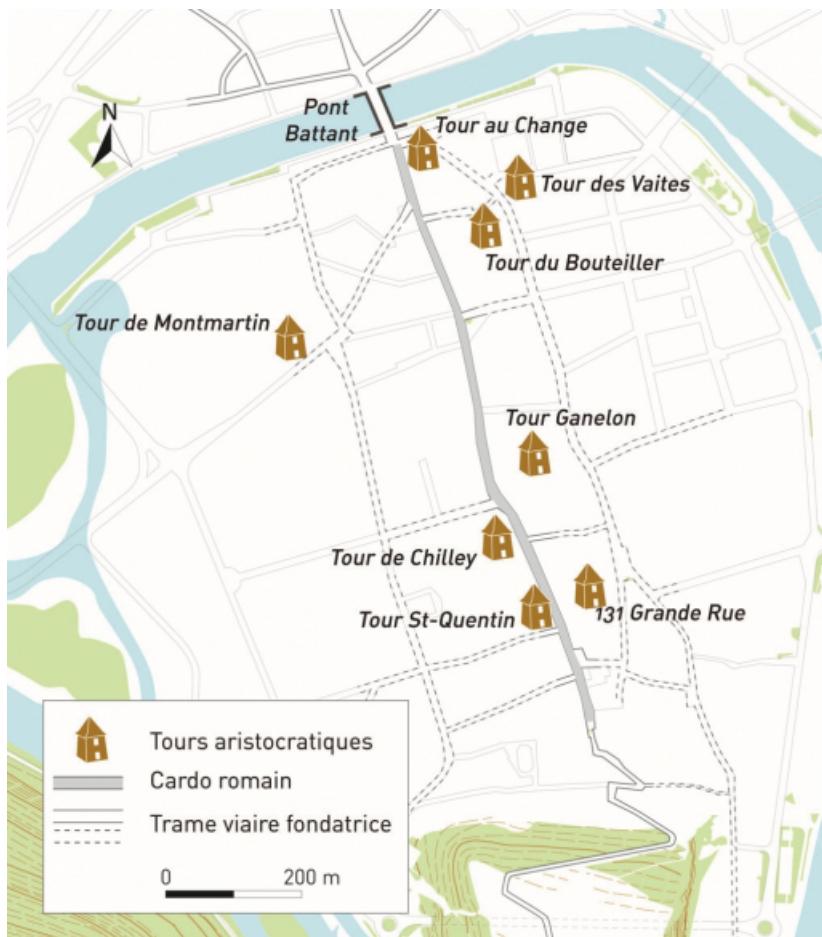 N
Pont
Battant
Tour au Change
Tour des Vaites
Tour du Bouteiller
Tour de Montmartin
Tour Ganelon
Tour de Chilley
Tour St-Quentin
131 Grande Rue
Tours aristocratiques
Cardo romain
Trame viaire fondatrice
0 200 m